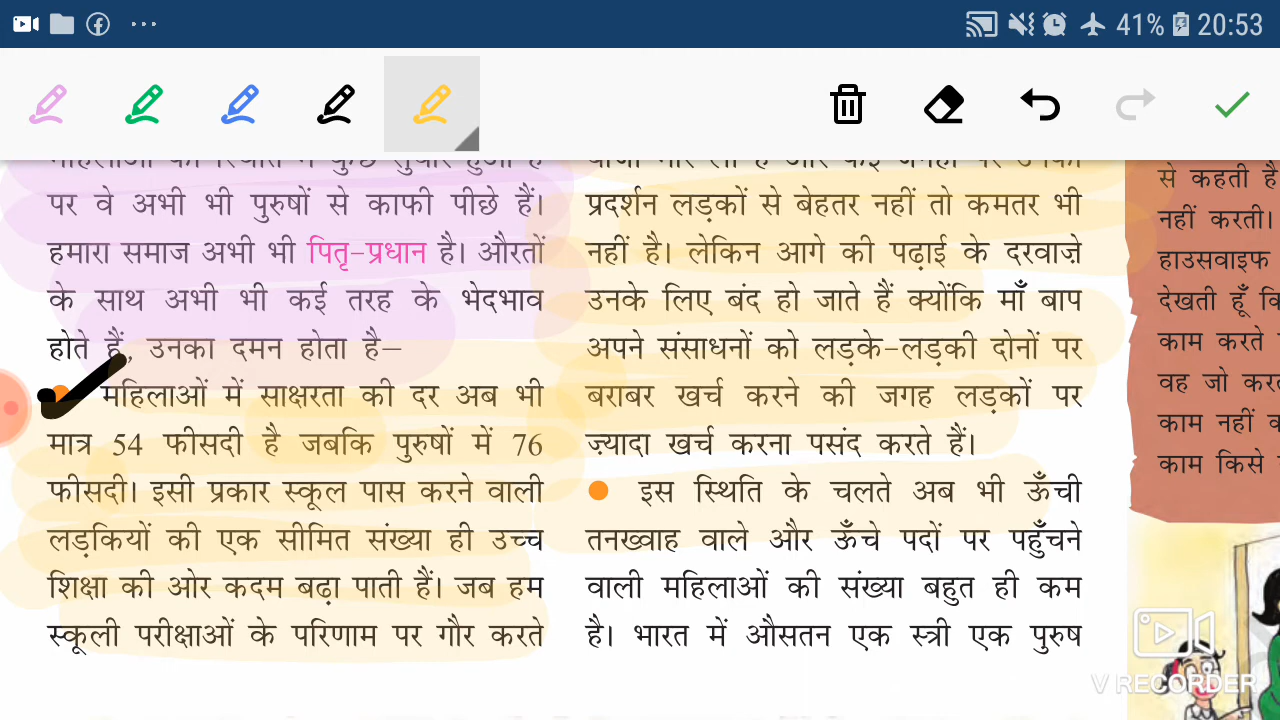 41% 20:53
महिलाओं की स्थिति में कुछ सुधार हुआ है
पर वे अभी भी पुरुषों से काफी पीछे हैं।
हमारा समाज अभी भी पितृ-प्रधान है। औरतों
के साथ अभी भी कई तरह के भेदभाव
होते हैं, उनका दमन होता है–
महिलाओं में साक्षरता की दर अब भी
मात्र 54 फीसदी है जबकि पुरुषों में 76
फीसदी। इसी प्रकार स्कूल पास करने वाली
लड़कियों की एक सीमित संख्या ही उच्च
शिक्षा की ओर कदम बढ़ा पाती हैं। जब हम
स्कूली परीक्षाओं के परिणाम पर गौर करते
प्रदर्शन लड़कों से बेहतर नहीं तो कमतर भी
नहीं है। लेकिन आगे की पढ़ाई के दरवाज़े
उनके लिए बंद हो जाते हैं क्योंकि माँ बाप
अपने संसाधनों को लड़के-लड़की दोनों पर
बराबर खर्च करने की जगह लड़कों पर
ज़्यादा खर्च करना पसंद करते हैं।
● इस स्थिति के चलते अब भी ऊँची
तनख्वाह वाले और ऊँचे पदों पर पहुँचने
वाली महिलाओं की संख्या बहुत ही कम
है। भारत में औसतन एक स्त्री एक पुरुष
से कहती है
नहीं करती।
हाउसवाइफ
देखती हूँ
काम करते
वह जो
काम नहीं
काम किसे
V RECORDER